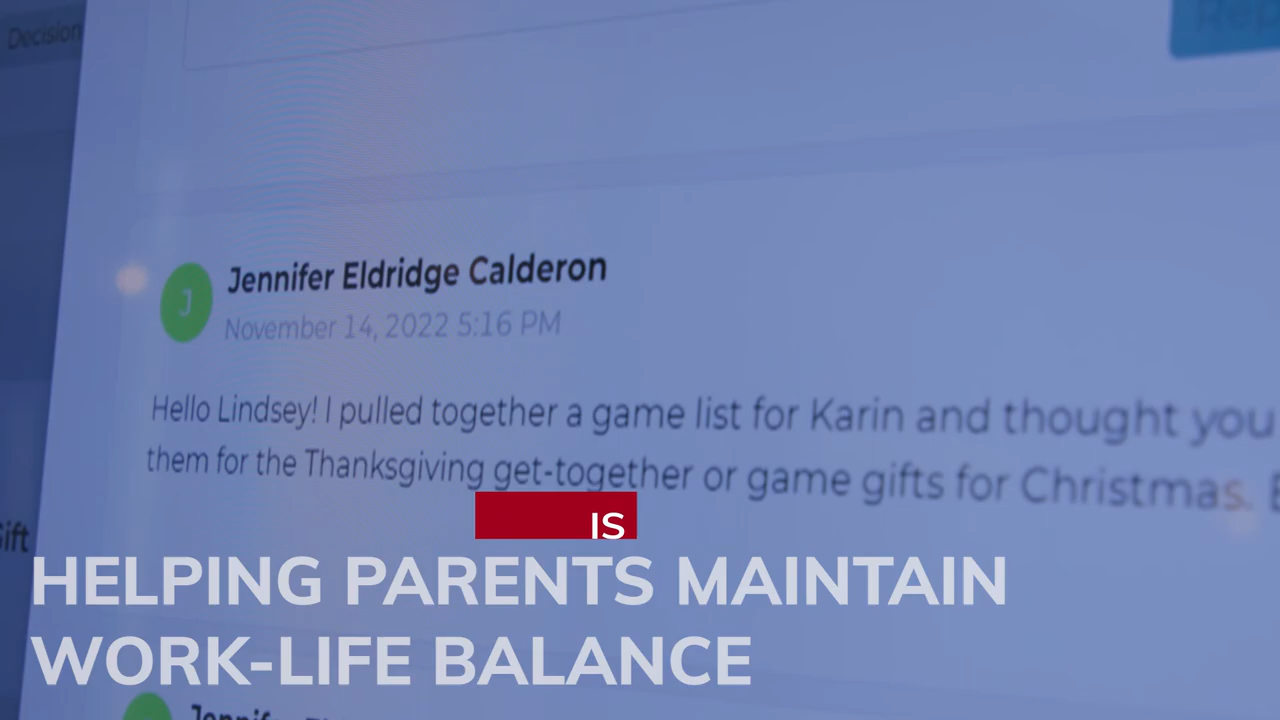 Decision
Jennifer Eldridge Calderon
J
November 14, 2022 5:16 PM
Hello Lindsey! I pulled together a game list for Karin and thought you
them for the Thanksgiving get-together or game gifts for Christmas.
Gift
IS
HELPING PARENTS MAINTAIN
WORK-LIFE BALANCE